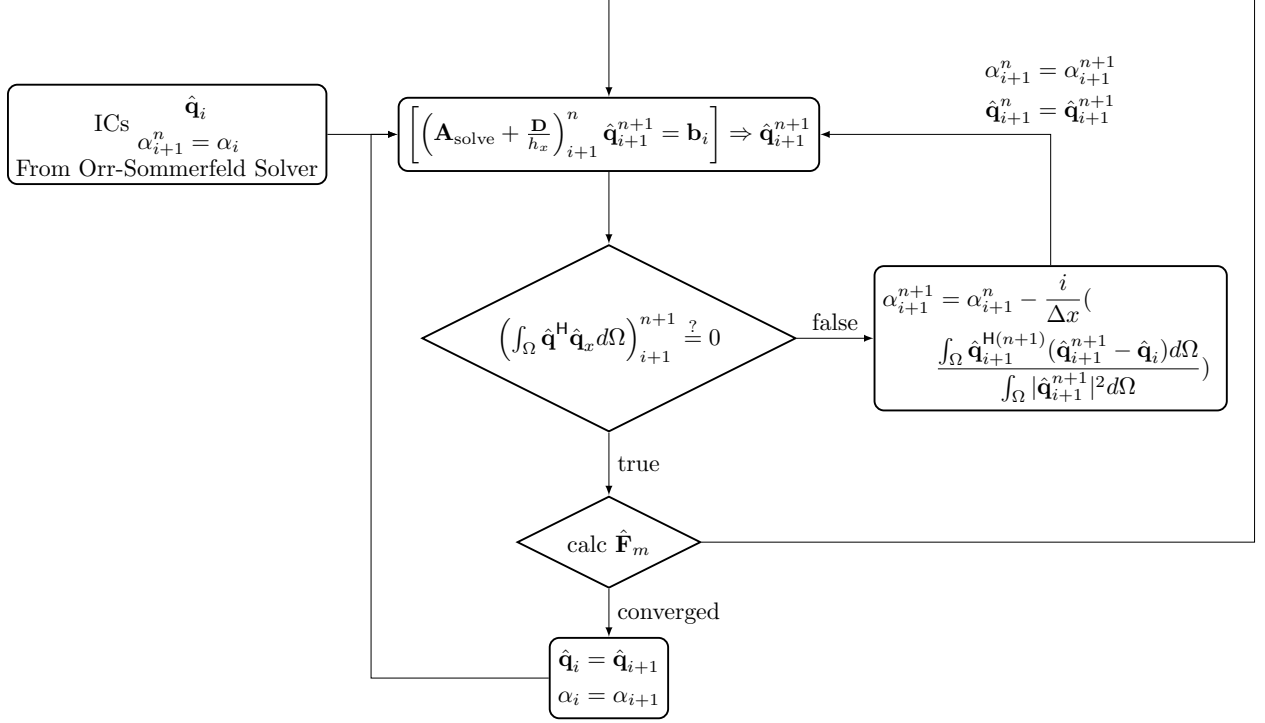 ICs
$\hat{\mathbf{q}}_i$
$\alpha_{i+1}^n = \alpha_i$
From Orr-Sommerfeld Solver
$\left[\left(\mathbf{A}_{\text{solve}} + \frac{\mathbf{D}}{h_x}\right)_{i+1}^n \hat{\mathbf{q}}_{i+1}^{n+1} = \mathbf{b}_i\right] \Rightarrow \hat{\mathbf{q}}_{i+1}^{n+1}$
$\alpha_{i+1}^n = \alpha_{i+1}^{n+1}$
$\hat{\mathbf{q}}_{i+1}^n = \hat{\mathbf{q}}_{i+1}^{n+1}$
$\left(\int_\Omega \hat{\mathbf{q}}^{\mathsf{H}} \hat{\mathbf{q}}_x d\Omega\right)_{i+1}^{n+1} \stackrel{?}{=} 0$
false
$\alpha_{i+1}^{n+1} = \alpha_{i+1}^n - \frac{i}{\Delta x}($
$\frac{\int_\Omega \hat{\mathbf{q}}_{i+1}^{\mathsf{H}(n+1)} (\hat{\mathbf{q}}_{i+1}^{n+1} - \hat{\mathbf{q}}_i) d\Omega}{\int_\Omega |\hat{\mathbf{q}}_{i+1}^{n+1}|^2 d\Omega})$
true
calc $\hat{\mathbf{F}}_m$
converged
$\hat{\mathbf{q}}_i = \hat{\mathbf{q}}_{i+1}$
$\alpha_i = \alpha_{i+1}$